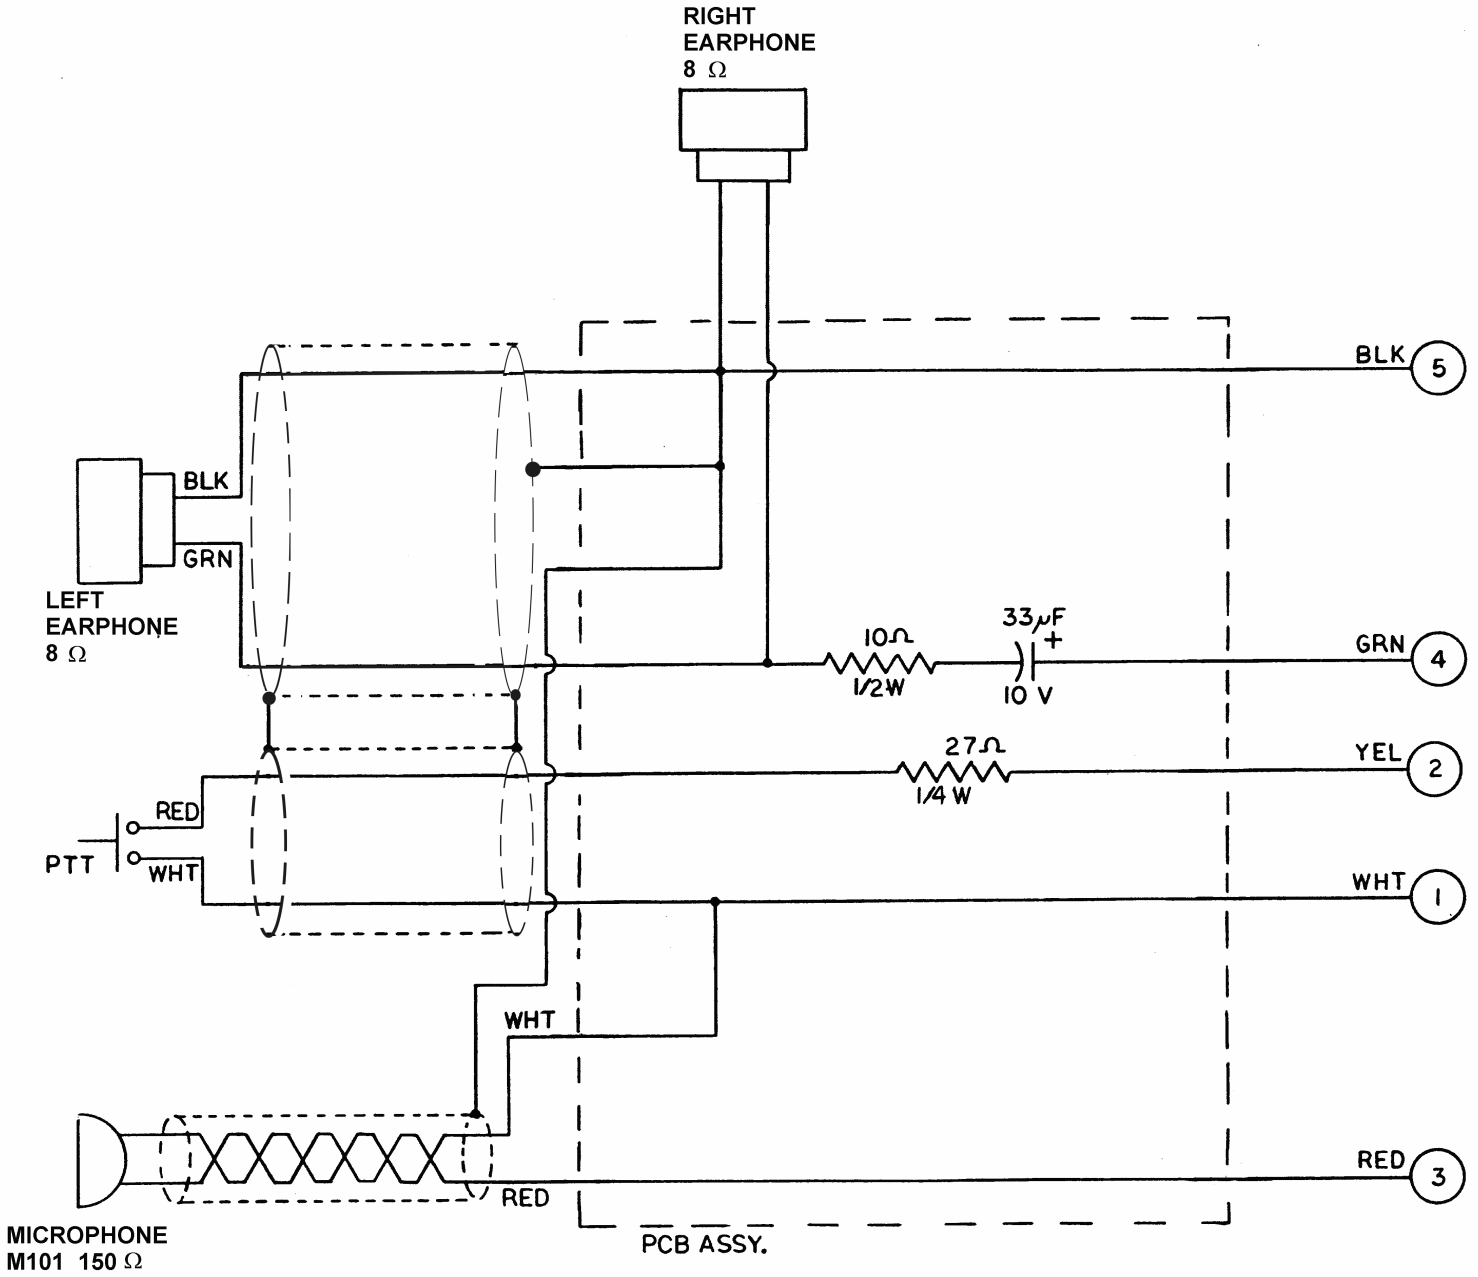 RIGHT
EARPHONE
8 Ω
BLK
5
BLK
GRN
LEFT
EARPHONE
8 Ω
10Ω
1/2W
33µF
+
10 V
GRN
4
27Ω
1/4 W
YEL
2
RED
PTT
WHT
WHT
1
WHT
RED
RED
3
MICROPHONE
M101 150 Ω
PCB ASSY.